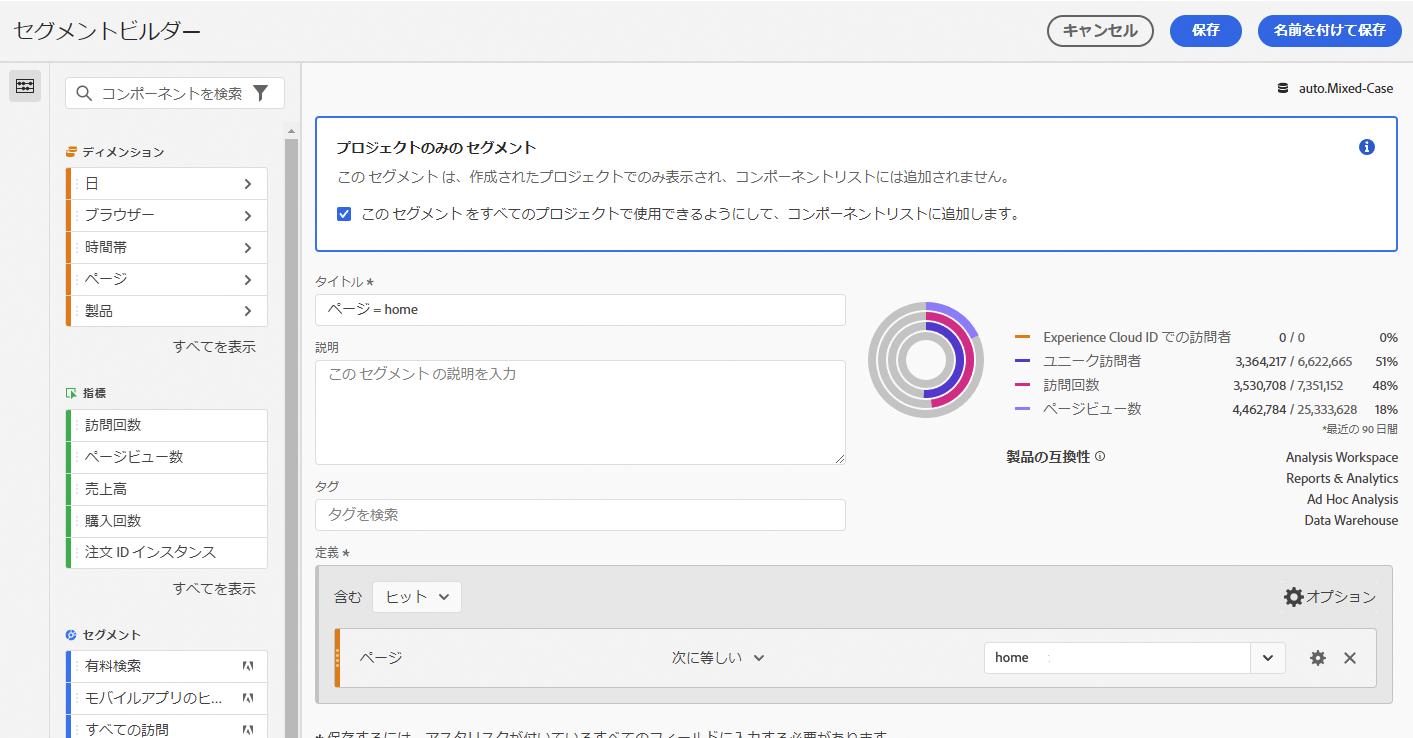 セグメントビルダー
キャンセル
保存
名前を付けて保存
コンポーネントを検索
auto.Mixed-Case
ディメンション
日
ブラウザー
時間帯
ページ
製品
すべてを表示
指標
訪問回数
ページビュー数
売上高
購入回数
注文 ID インスタンス
すべてを表示
セグメント
有料検索
モバイルアプリのヒ...
すべての訪問
プロジェクトのみの セグメント
この セグメント は、作成されたプロジェクトでのみ表示され、コンポーネントリストには追加されません。
この セグメント をすべてのプロジェクトで使用できるようにして、コンポーネントリストに追加します。
タイトル *
ページ = home
説明
この セグメント の説明を入力
タグ
タグを検索
Experience Cloud ID での訪問者 0 / 0 0%
ユニーク訪問者 3,364,217 / 6,622,665 51%
訪問回数 3,530,708 / 7,351,152 48%
ページビュー数 4,462,784 / 25,333,628 18%
*最近の 90 日間
製品の互換性
Analysis Workspace
Reports & Analytics
Ad Hoc Analysis
Data Warehouse
定義 *
含む ヒット オプション
ページ 次に等しい home
* 保存するには、アスタリスクが付いているすべてのフィールドに入力する必要があります